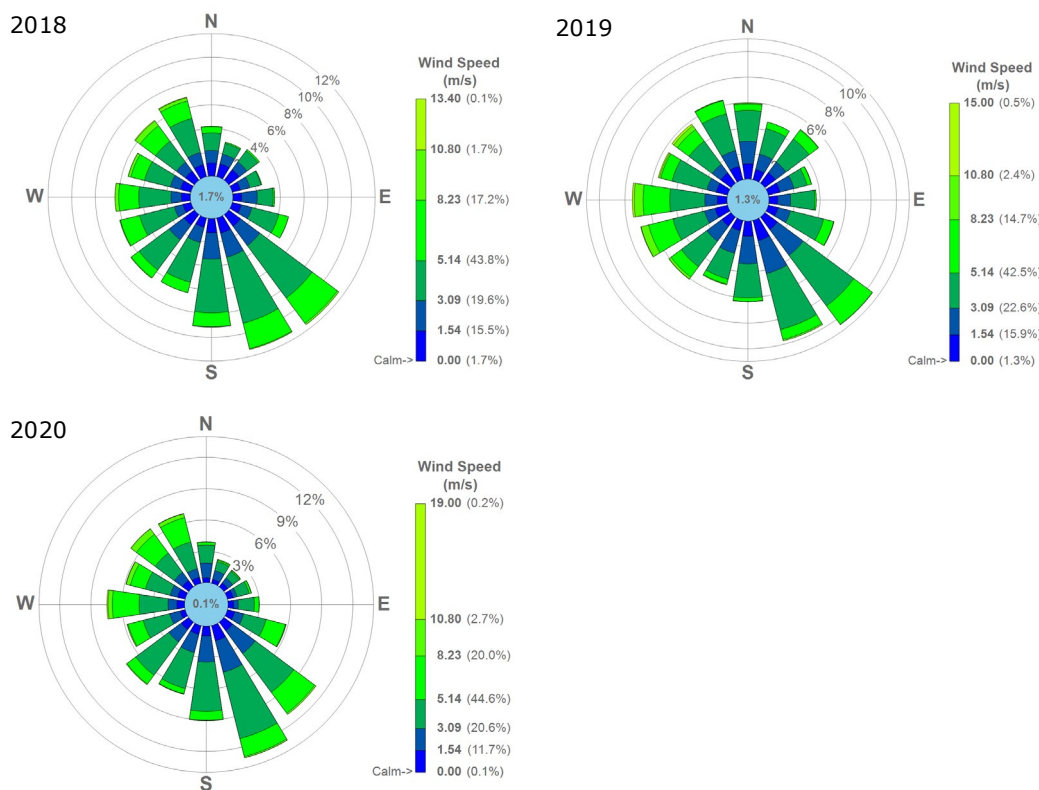 2018
N
W
E
S
12%
10%
8%
6%
4%
1.7%
Wind Speed
(m/s)
13.40 (0.1%)
10.80 (1.7%)
8.23 (17.2%)
5.14 (43.8%)
3.09 (19.6%)
1.54 (15.5%)
Calm-> 0.00 (1.7%)
2019
N
W
E
S
10%
8%
6%
1.3%
Wind Speed
(m/s)
15.00 (0.5%)
10.80 (2.4%)
8.23 (14.7%)
5.14 (42.5%)
3.09 (22.6%)
1.54 (15.9%)
Calm-> 0.00 (1.3%)
2020
N
W
E
S
12%
9%
6%
3%
0.1%
Wind Speed
(m/s)
19.00 (0.2%)
10.80 (2.7%)
8.23 (20.0%)
5.14 (44.6%)
3.09 (20.6%)
1.54 (11.7%)
Calm-> 0.00 (0.1%)